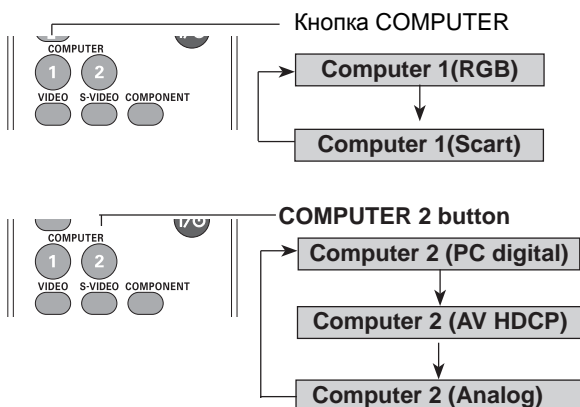 Кнопка COMPUTER
COMPUTER
1 2
VIDEO S-VIDEO COMPONENT
Computer 1(RGB)
Computer 1(Scart)
COMPUTER 2 button
COMPUTER
1 2
VIDEO S-VIDEO COMPONENT
Computer 2 (PC digital)
Computer 2 (AV HDCP)
Computer 2 (Analog)